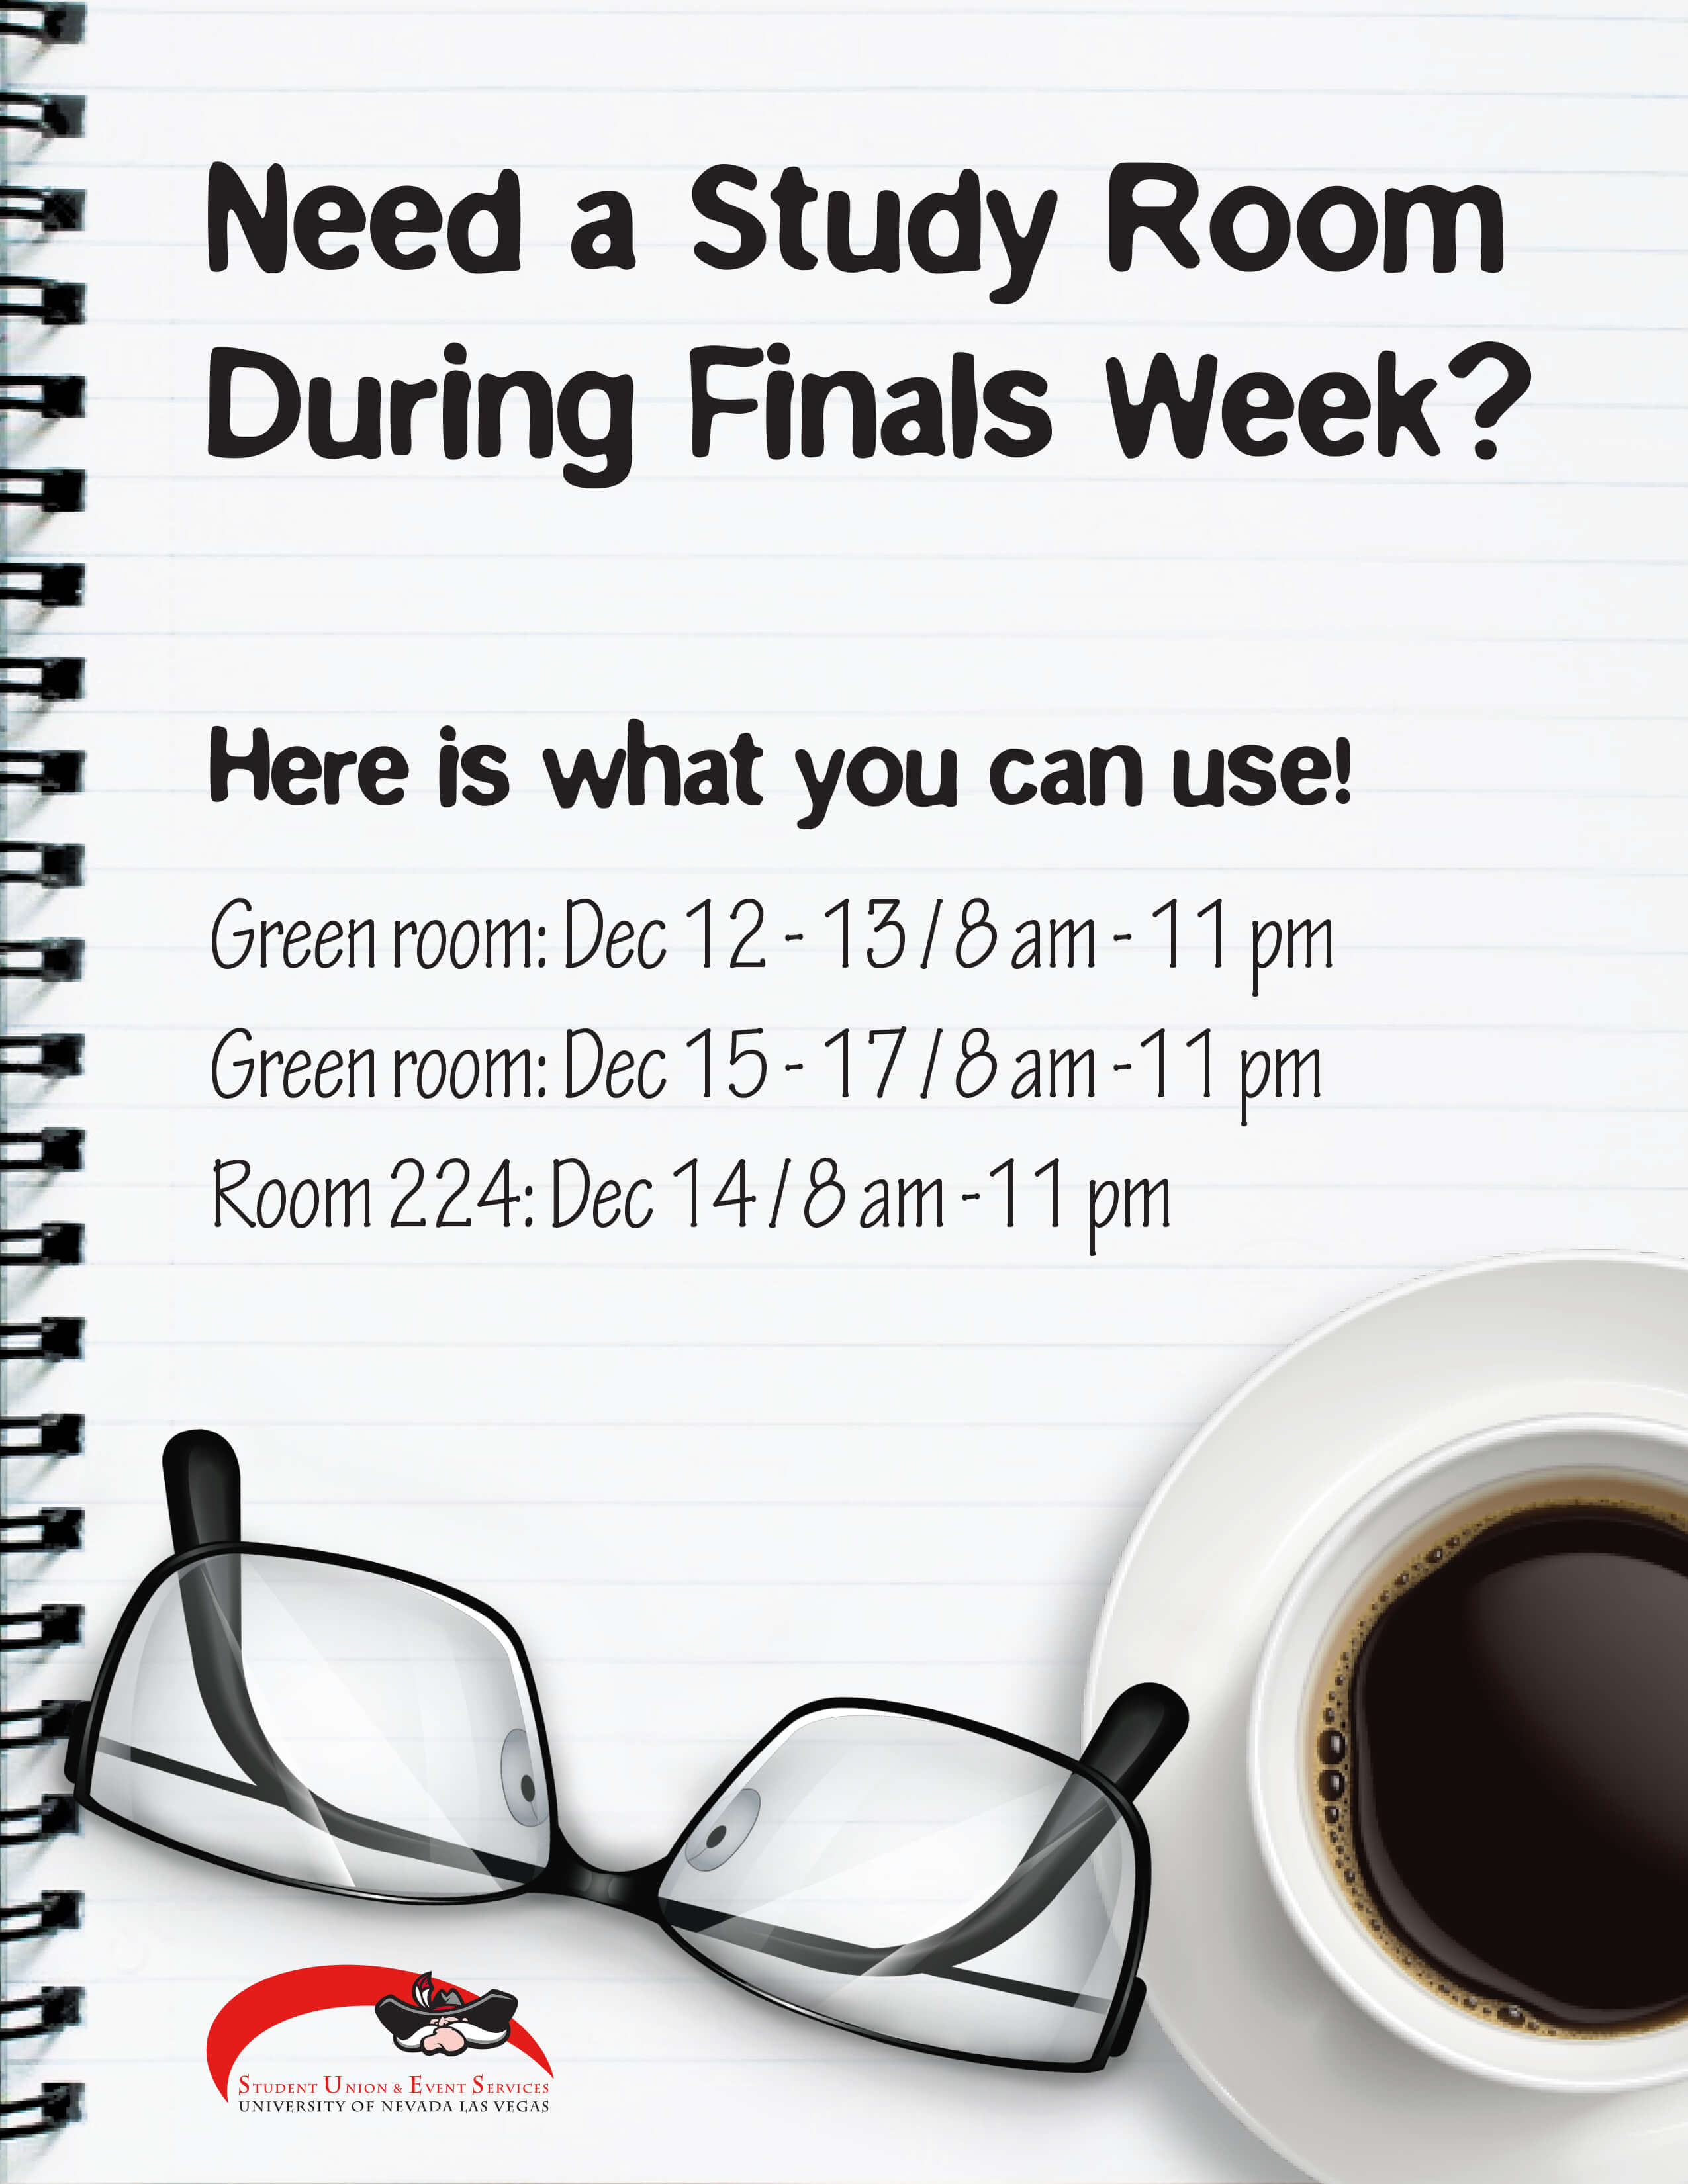 Need a Study Room
During Finals Week?
Here is what you can use!
Green room: Dec 12 - 13 / 8 am - 11 pm
Green room: Dec 15 - 17 / 8 am -11 pm
Room 224: Dec 14 / 8 am -11 pm
STUDENT UNION & EVENT SERVICES
UNIVERSITY OF NEVADA LAS VEGAS